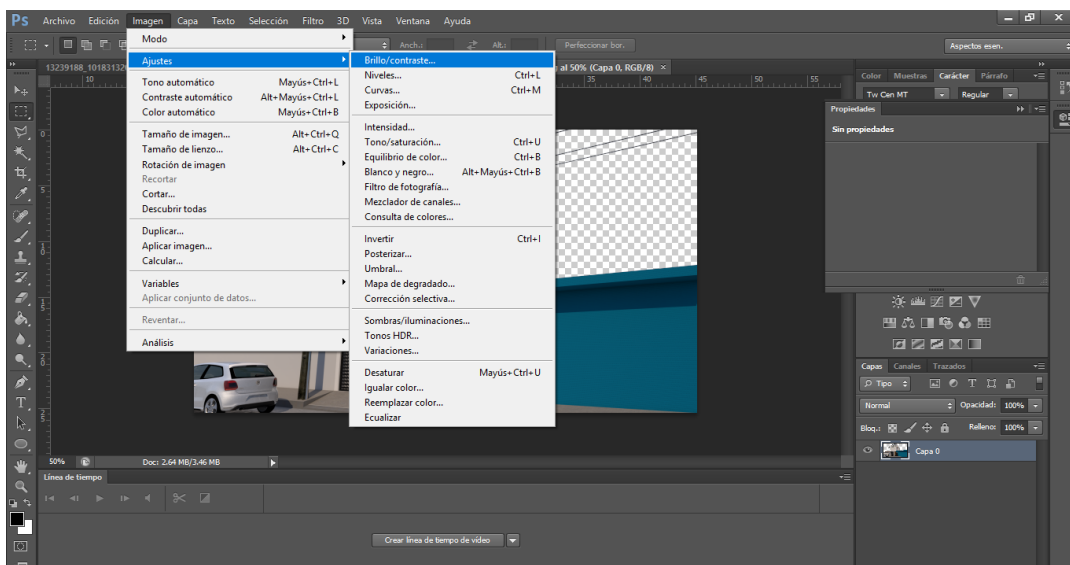 Ps Archivo Edición Imagen Capa Texto Selección Filtro 3D Vista Ventana Ayuda
Anch.: Alt.: Perfeccionar bor. Aspectos esen.
13239188_10183132 al 50% (Capa 0, RGB/8) ×
10 35 40 45 50 55
Modo
Ajustes
Tono automático Mayús+Ctrl+L
Contraste automático Alt+Mayús+Ctrl+L
Color automático Mayús+Ctrl+B
Tamaño de imagen... Alt+Ctrl+Q
Tamaño de lienzo... Alt+Ctrl+C
Rotación de imagen
Recortar
Cortar...
Descubrir todas
Duplicar...
Aplicar imagen...
Calcular...
Variables
Aplicar conjunto de datos...
Reventar...
Análisis
Brillo/contraste...
Niveles... Ctrl+L
Curvas... Ctrl+M
Exposición...
Intensidad...
Tono/saturación... Ctrl+U
Equilibrio de color... Ctrl+B
Blanco y negro... Alt+Mayús+Ctrl+B
Filtro de fotografía...
Mezclador de canales...
Consulta de colores...
Invertir Ctrl+I
Posterizar...
Umbral...
Mapa de degradado...
Corrección selectiva...
Sombras/iluminaciones...
Tonos HDR...
Variaciones...
Desaturar Mayús+Ctrl+U
Igualar color...
Reemplazar color...
Ecualizar
Color Muestras Carácter Párrafo
Tw Cen MT Regular
Propiedades
Sin propiedades
Capas Canales Trazados
Tipo
Normal Opacidad: 100%
Bloq.: Relleno: 100%
Capa 0
50% Doc: 2.64 MB/3.46 MB
Línea de tiempo
Crear línea de tiempo de vídeo